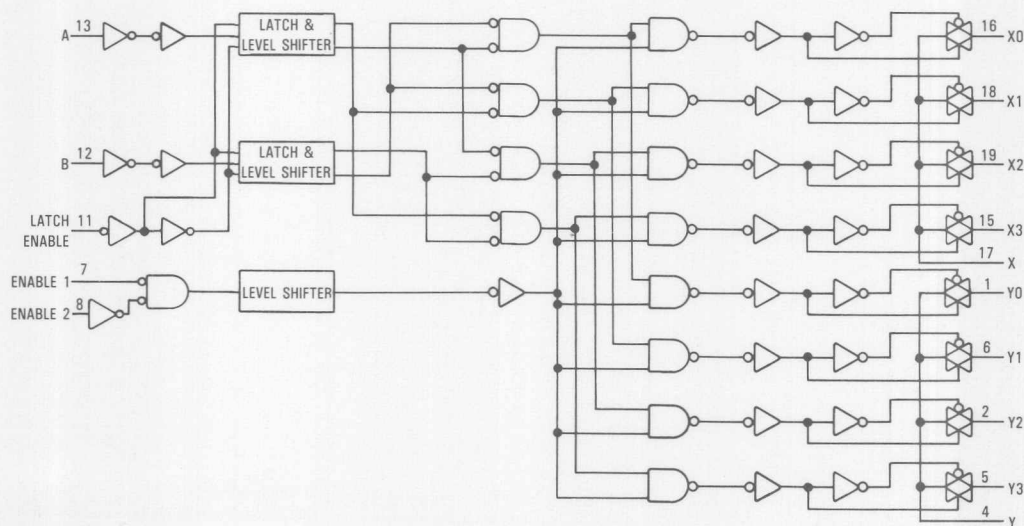 A 13
LATCH &
LEVEL SHIFTER
B 12
LATCH &
LEVEL SHIFTER
LATCH 11
ENABLE
ENABLE 1 7
ENABLE 2 8
LEVEL SHIFTER
16 X0
18 X1
19 X2
15 X3
17 X
1 Y0
6 Y1
2 Y2
5 Y3
4 Y